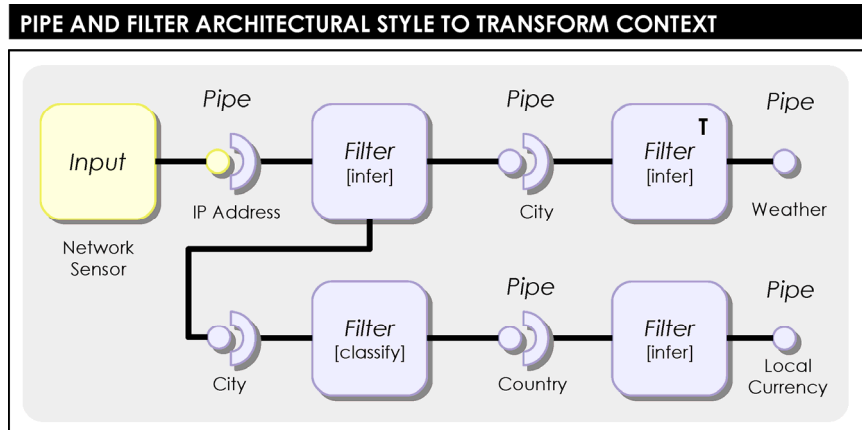 PIPE AND FILTER ARCHITECTURAL STYLE TO TRANSFORM CONTEXT
Pipe
Pipe
Pipe
Input
Filter
[infer]
T
Filter
[infer]
IP Address
City
Weather
Network
Sensor
Pipe
Pipe
Filter
[classify]
Filter
[infer]
City
Country
Local
Currency